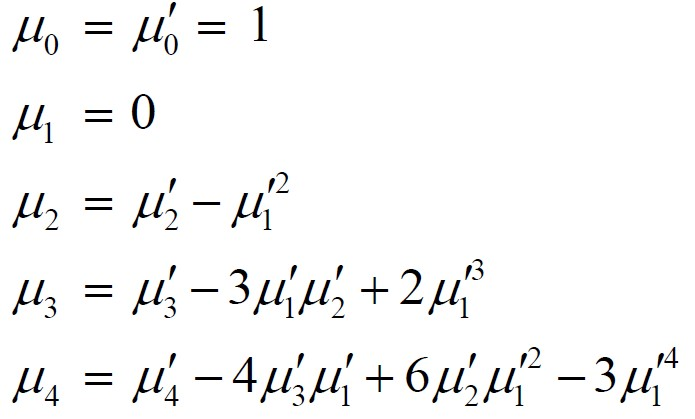 μ₀ = μ′₀ = 1
μ₁ = 0
μ₂ = μ′₂ − μ′₁²
μ₃ = μ′₃ − 3μ′₁μ′₂ + 2μ′₁³
μ₄ = μ′₄ − 4μ′₃μ′₁ + 6μ′₂μ′₁² − 3μ′₁⁴